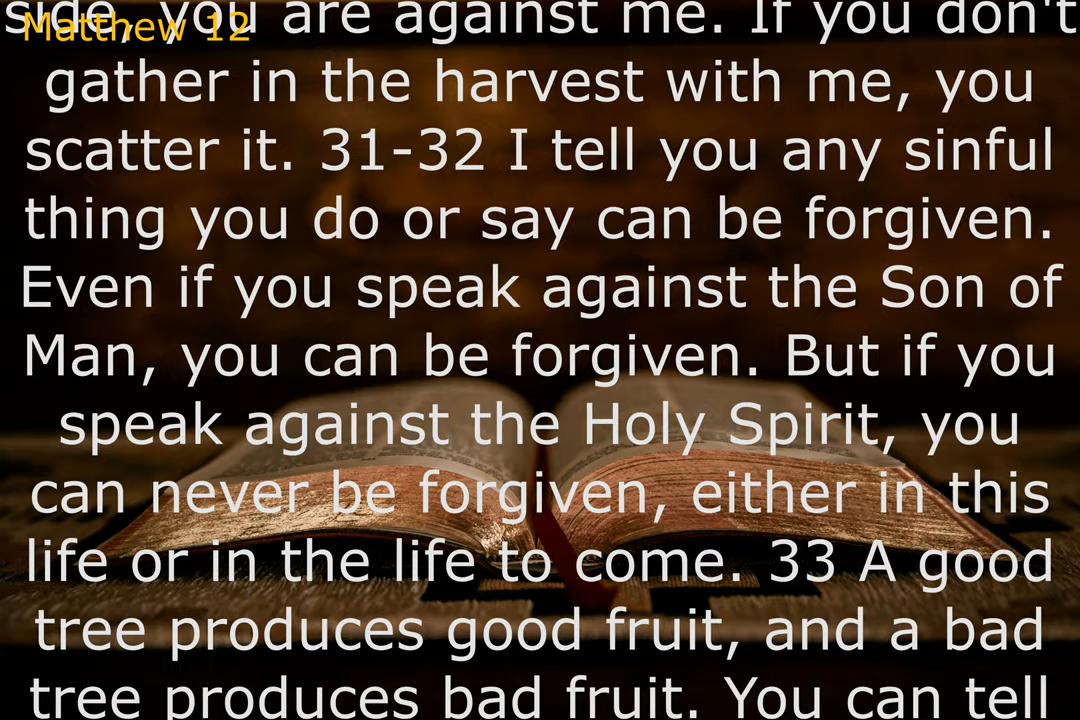 side, you are against me. If you don't
Matthew 12
gather in the harvest with me, you
scatter it. 31-32 I tell you any sinful
thing you do or say can be forgiven.
Even if you speak against the Son of
Man, you can be forgiven. But if you
speak against the Holy Spirit, you
can never be forgiven, either in this
life or in the life to come. 33 A good
tree produces good fruit, and a bad
tree produces bad fruit. You can tell